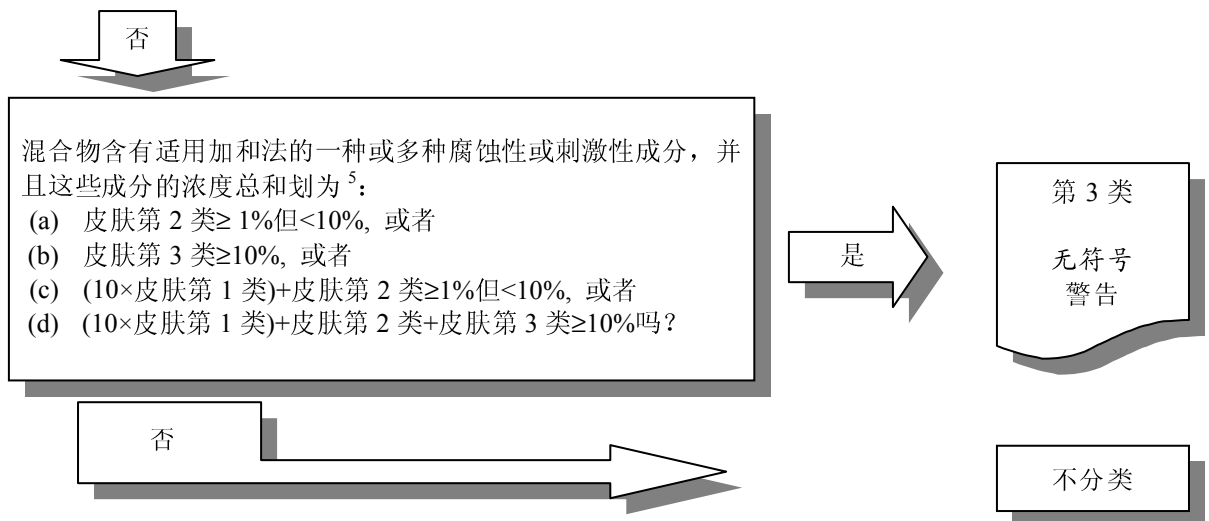 否
混合物含有适用加和法的一种或多种腐蚀性或刺激性成分，并
且这些成分的浓度总和划为 5：
(a) 皮肤第 2 类≥ 1%但<10%, 或者
(b) 皮肤第 3 类≥10%, 或者
(c) (10×皮肤第 1 类)+皮肤第 2 类≥1%但<10%, 或者
(d) (10×皮肤第 1 类)+皮肤第 2 类+皮肤第 3 类≥10%吗？
是
第 3 类
无符号
警告
否
不分类